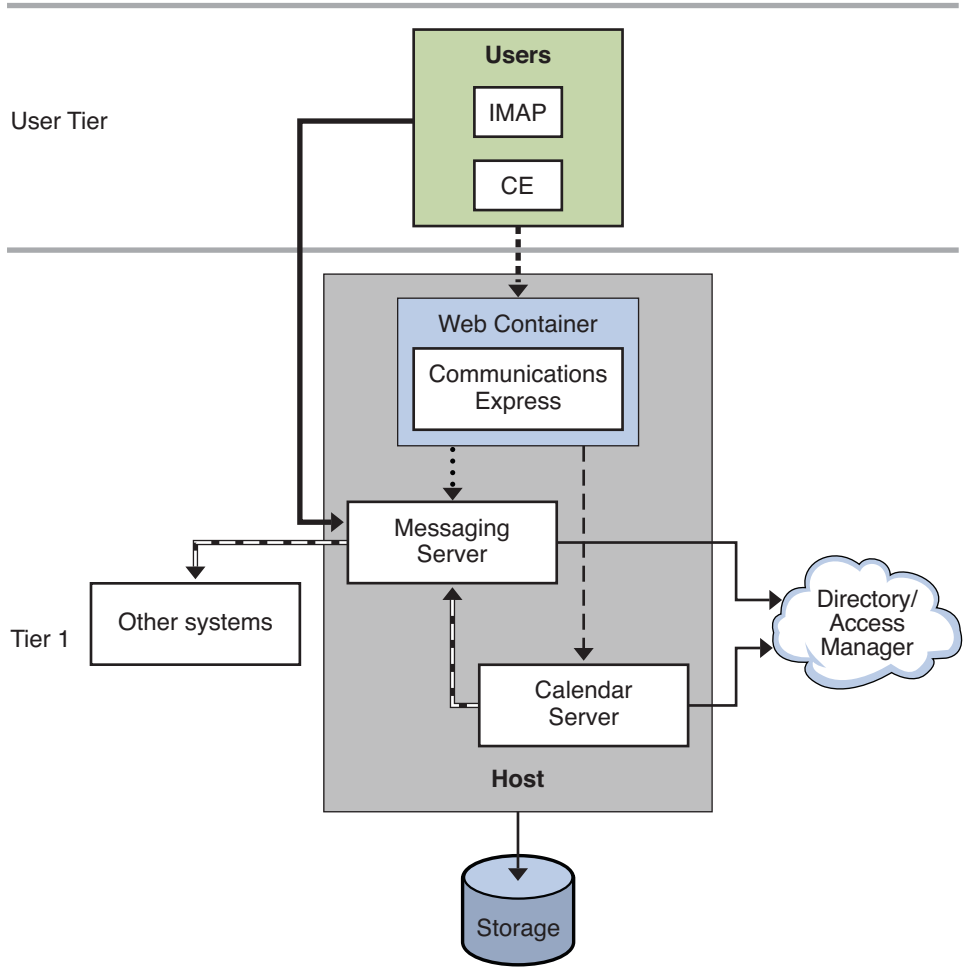 Users
IMAP
User Tier
CE
Web Container
Communications
Express
Messaging
Server
Other systems
Directory/
Access
Manager
Tier 1
Calendar
Server
Host
Storage